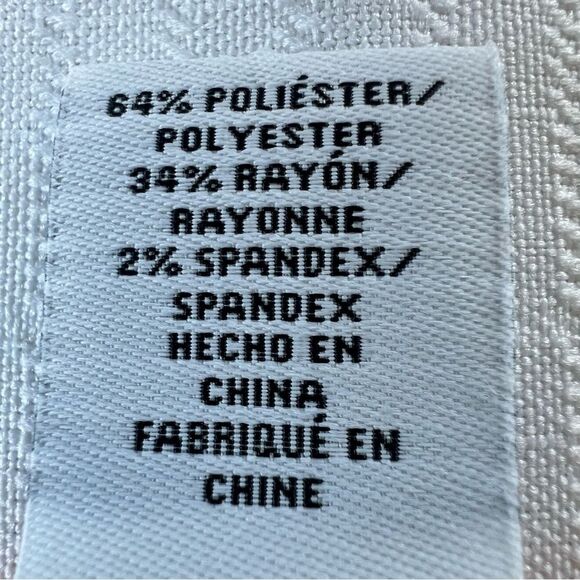 64% POLIÉSTER/
POLYESTER
34% RAYÓN/
RAYONNE
2% SPANDEX/
SPANDEX
HECHO EN
CHINA
FABRIQUÉ EN
CHINE